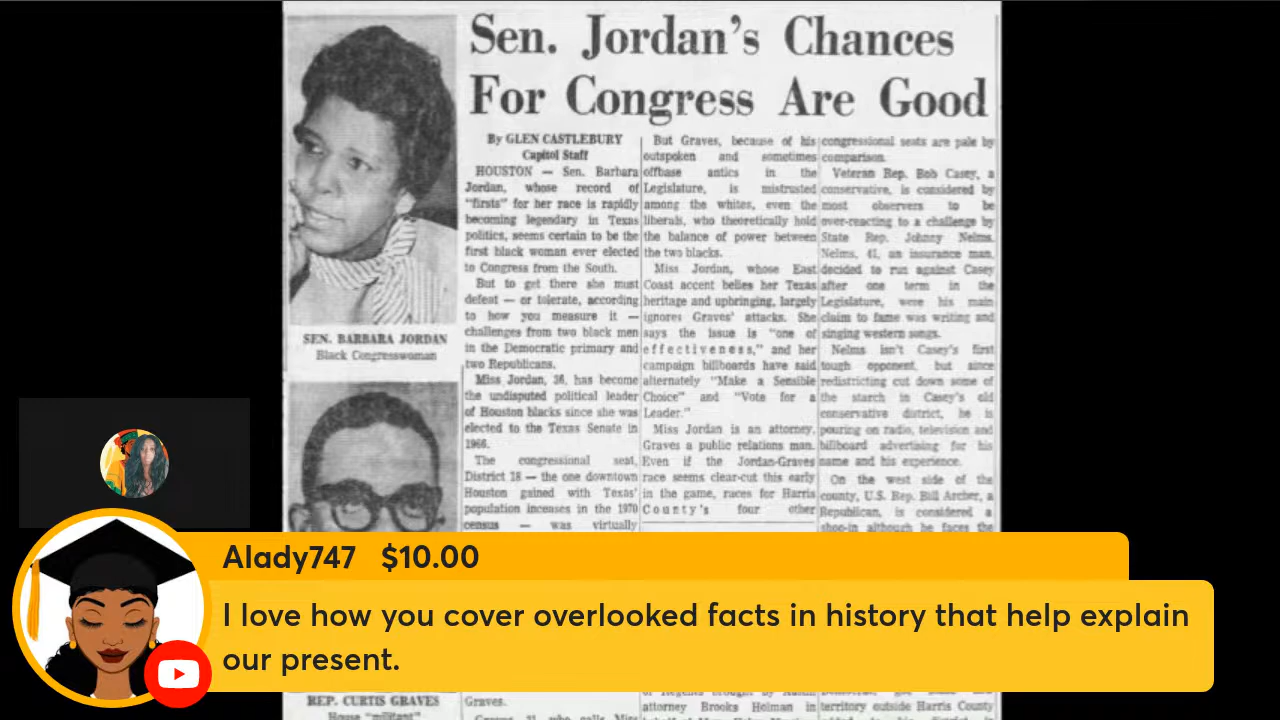 Sen. Jordan's Chances
For Congress Are Good
By GLEN CASTLEBURY
Capitol Staff
HOUSTON — Sen. Barbara
Jordan, whose record of
"firsts" for her race is rapidly
becoming legendary in Texas
politics, seems certain to be the
first black woman ever elected
to Congress from the South.
But to get there she must
defeat — or tolerate, according
to how you measure it —
challenges from two black men
in the Democratic primary and
two Republicans.
Miss Jordan, 36, has become
the undisputed political leader
of Houston blacks since she was
elected to the Texas Senate in
1966.
The congressional seat,
District 18 — the one downtown
Houston gained with Texas'
population increases in the 1970
census — was virtually
But Graves, because of his
outspoken and sometimes
offbase antics in the
Legislature, is mistrusted
among the whites, even the
liberals, who theoretically hold
the balance of power between
the two blacks.
Miss Jordan, whose East
Coast accent belies her Texas
heritage and upbringing, largely
ignores Graves' attacks. She
says the issue is "one of
effectiveness," and her
campaign billboards have said
alternately "Make a Sensible
Choice" and "Vote for a
Leader."
Miss Jordan is an attorney,
Graves a public relations man.
Even if the Jordan-Graves
race seems clear-cut this early
in the game, races for Harris
County's four other
congressional seats are pale by
comparison.
Veteran Rep. Bob Casey, a
conservative, is considered by
most observers to be
over-reacting to a challenge by
State Rep. Johnny Nelms.
Nelms, 41, an insurance man,
decided to run against Casey
after one term in the
Legislature, were his main
claim to fame was writing and
singing western songs.
Nelms isn't Casey's first
tough opponent, but since
redistricting cut down some of
the starch in Casey's old
conservative district, he is
pouring on radio, television and
billboard advertising for his
name and his experience.
On the west side of the
county, U.S. Rep. Bill Archer, a
Republican, is considered a
shoe-in although he faces the
SEN. BARBARA JORDAN
Black Congresswoman
Alady747 $10.00
I love how you cover overlooked facts in history that help explain
our present.
REP. CURTIS GRAVES
House "militant"
Graves.
attorney Brooks Holman in
territory outside Harris County